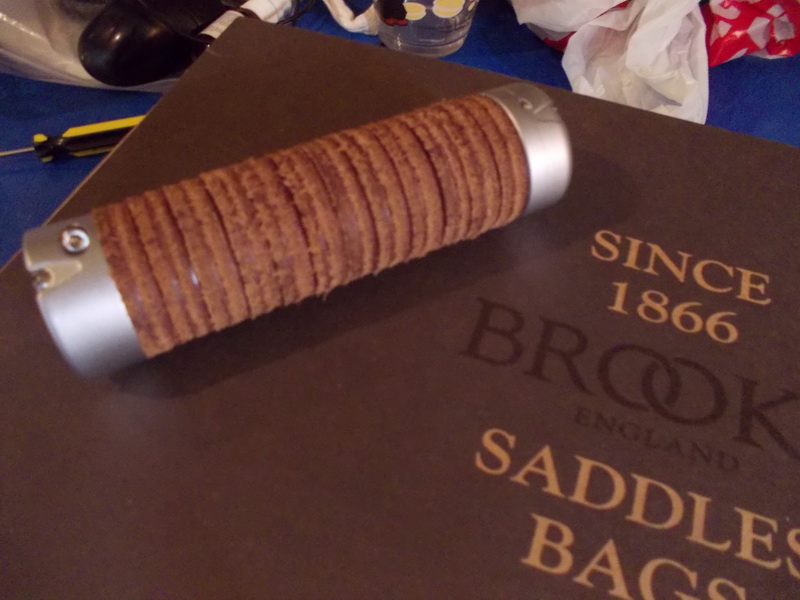 SINCE
1866
BROOK
ENGLAND
SADDLES
BAGS